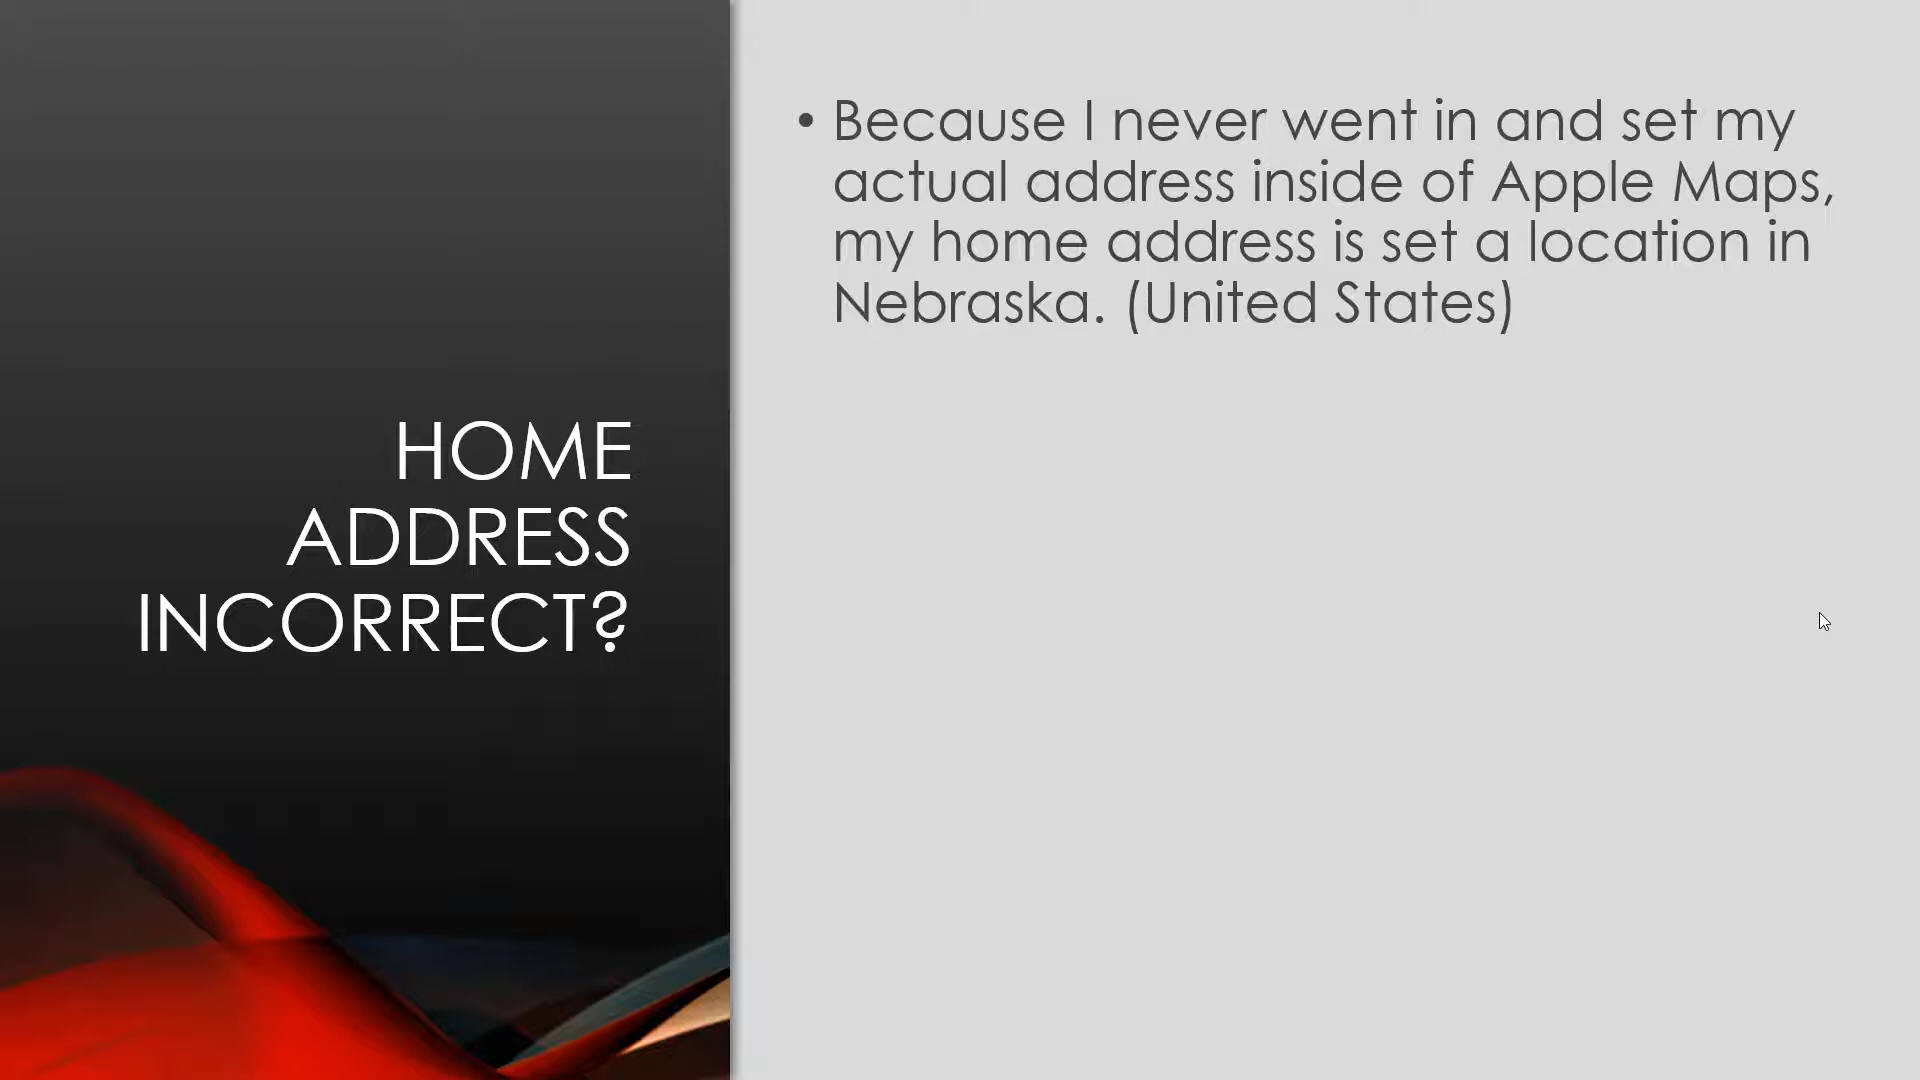 HOME
ADDRESS
INCORRECT?
• Because I never went in and set my
actual address inside of Apple Maps,
my home address is set a location in
Nebraska. (United States)